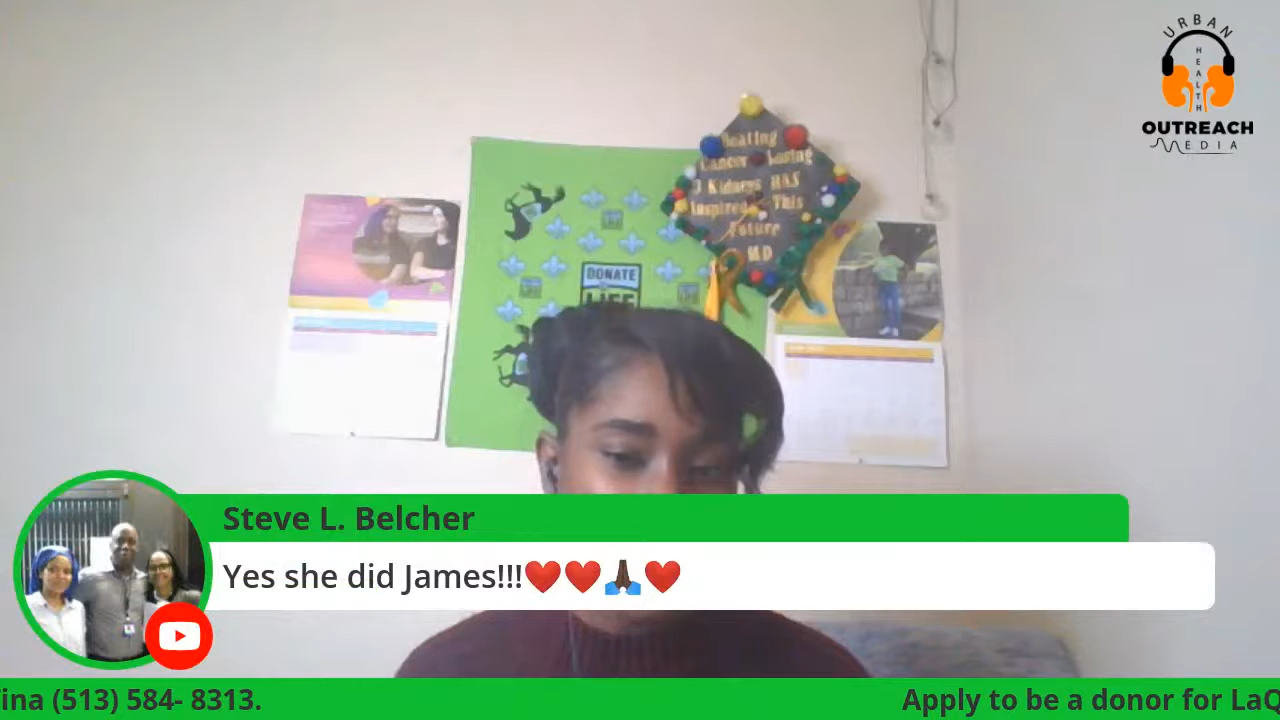 URBAN
HEALTH
OUTREACH
MEDIA
Beating
Cancer Losing
3 Kidneys HAS
Inspired This
Future
MD
DONATE
LIFE
Steve L. Belcher
Yes she did James!!!❤️❤️🙏🏿❤️
ina (513) 584- 8313.
Apply to be a donor for LaQ